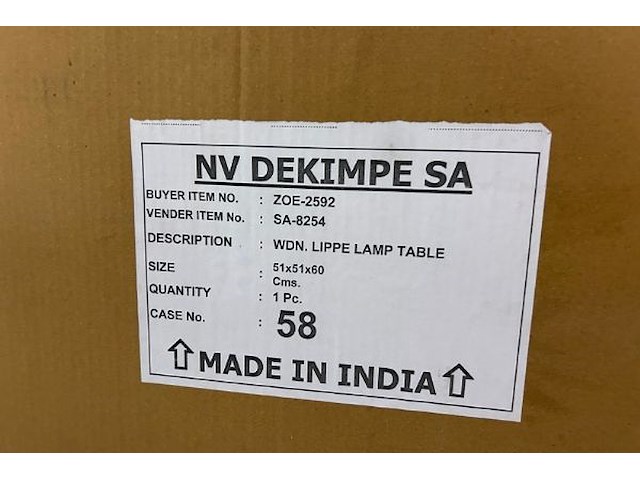 NV DEKIMPE SA
BUYER ITEM NO. : ZOE-2592
VENDER ITEM No. : SA-8254
DESCRIPTION : WDN. LIPPE LAMP TABLE
SIZE : 51x51x60
Cms.
QUANTITY : 1 Pc.
CASE No. : 58
MADE IN INDIA